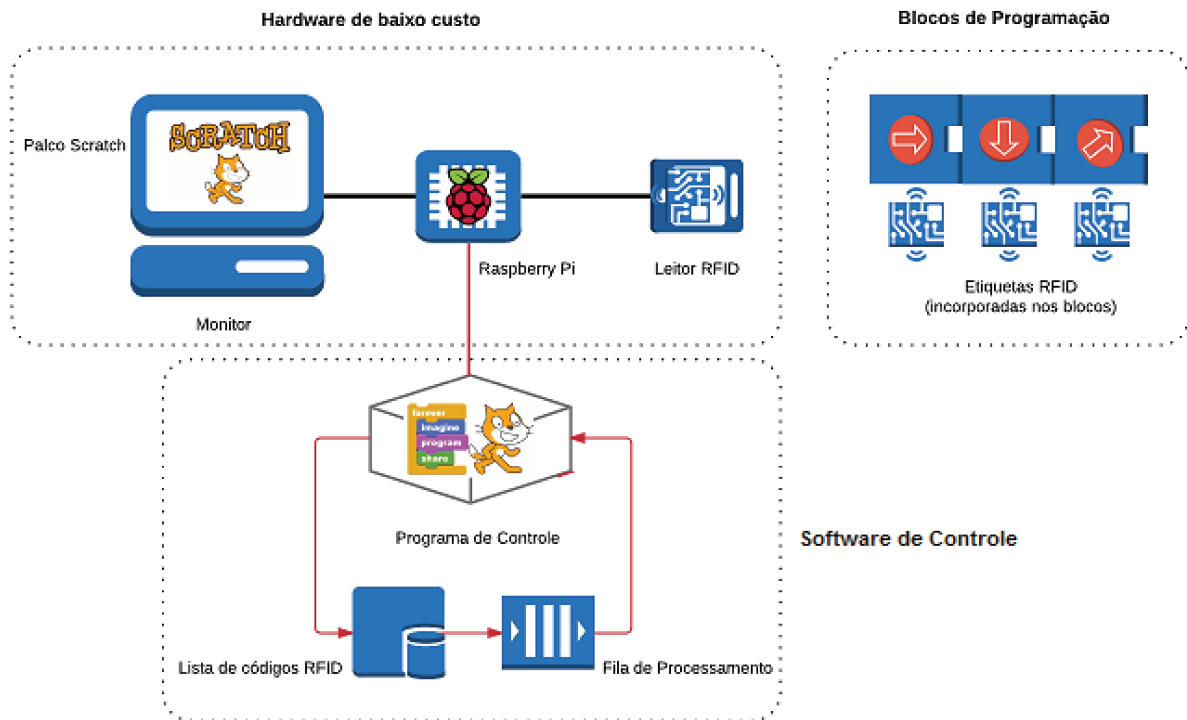 Hardware de baixo custo
Blocos de Programação
Palco Scratch
SCRATCH
Raspberry Pi
Leitor RFID
Monitor
Etiquetas RFID
(incorporadas nos blocos)
forever
imagine
program
share
Programa de Controle
Software de Controle
Lista de códigos RFID
Fila de Processamento